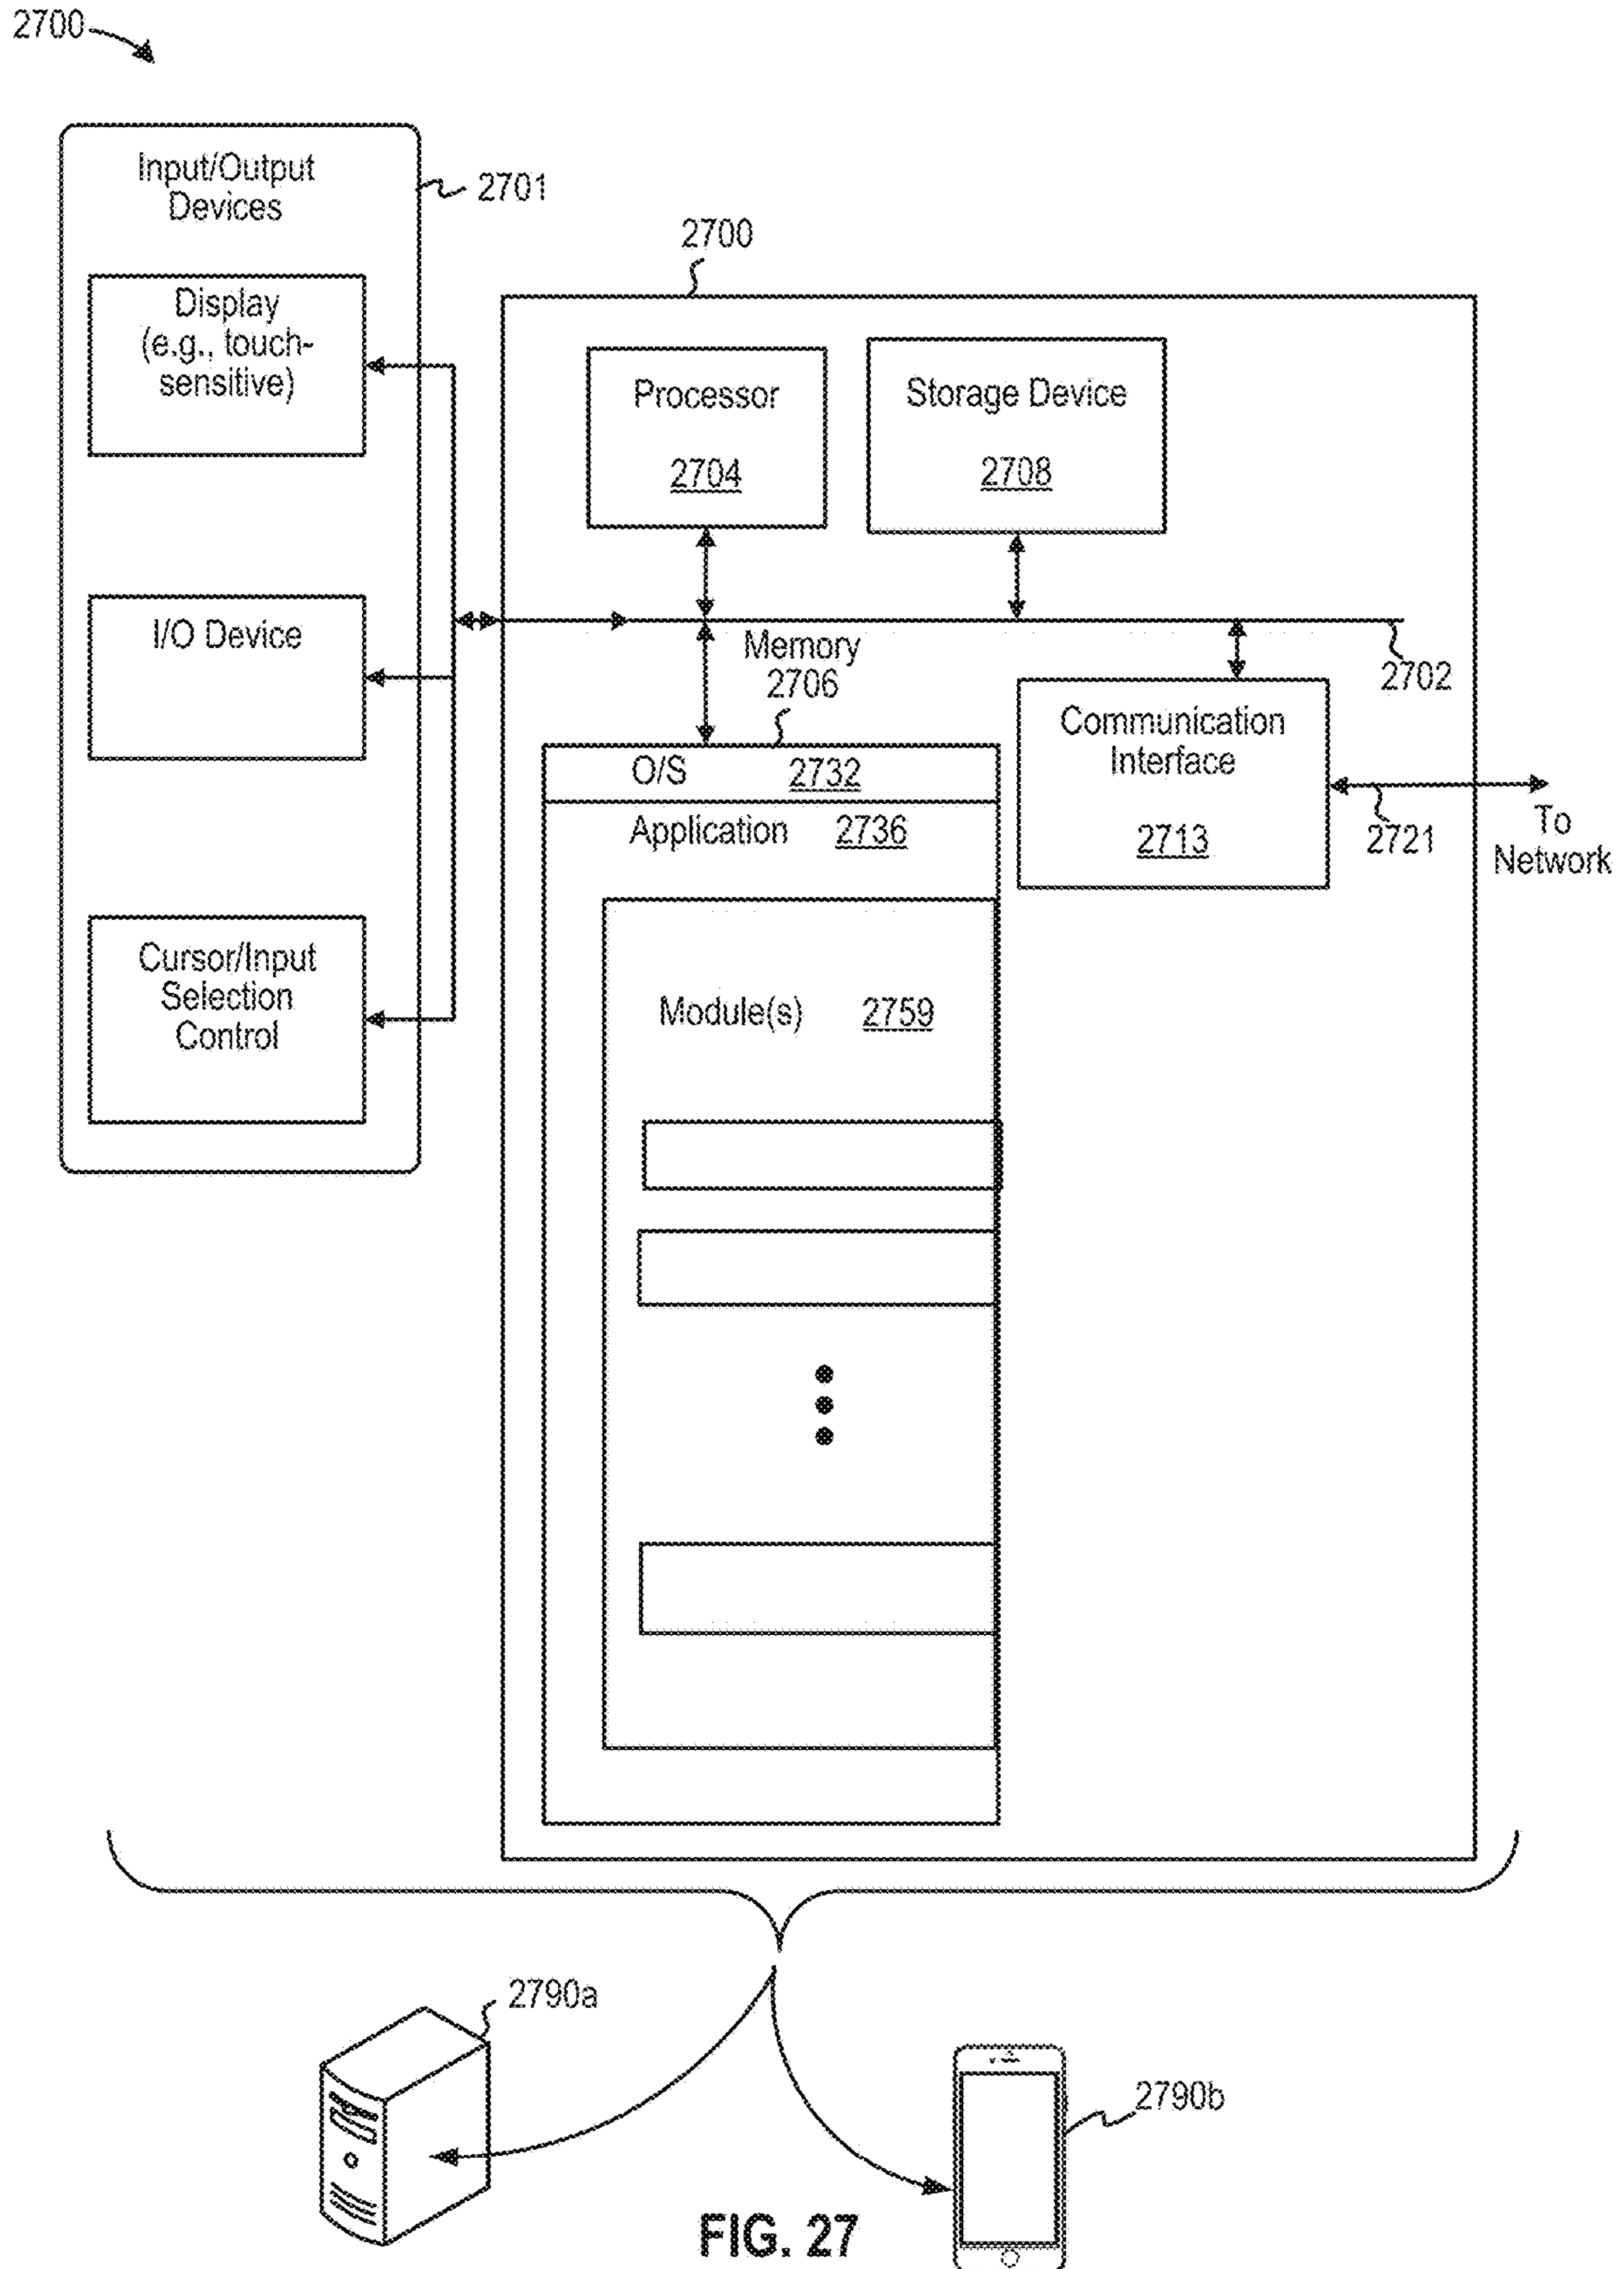 2700
Input/Output
Devices
2701
Display
(e.g., touch-
sensitive)
I/O Device
Cursor/Input
Selection
Control
2700
Processor
2704
Storage Device
2708
Memory
2706
2702
Communication
Interface
2713
2721
To
Network
O/S 2732
Application 2736
Module(s) 2759
2790a
2790b
FIG. 27